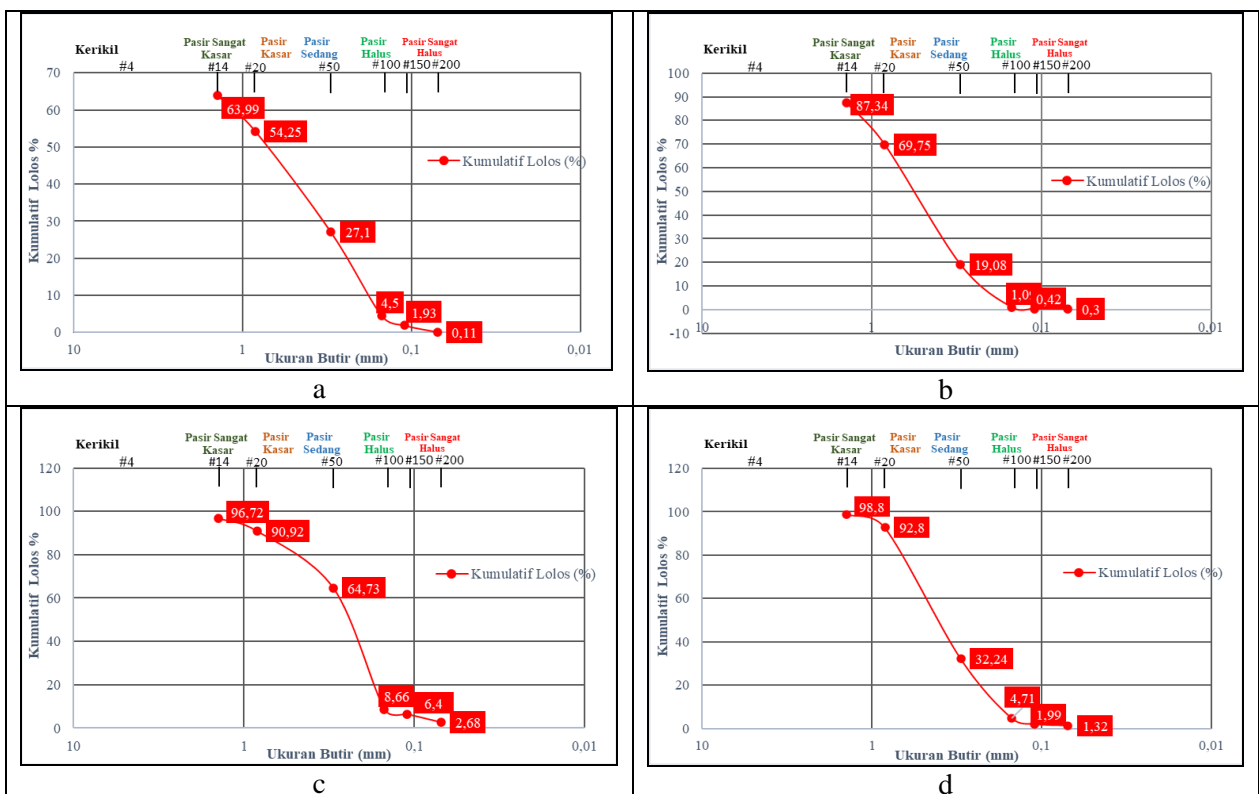 Kerikil
Pasir Sangat
Kasar
Pasir
Kasar
Pasir
Sedang
Pasir
Halus
Pasir Sangat
Halus
#4
#14
#20
#50
#100
#150
#200
70
60
50
40
30
20
10
0
Kumulatif Lolos %
63,99
54,25
27,1
4,5
1,93
0,11
Kumulatif Lolos (%)
10
1
0,1
0,01
Ukuran Butir (mm)
a
Kerikil
Pasir Sangat
Kasar
Pasir
Kasar
Pasir
Sedang
Pasir
Halus
Pasir Sangat
Halus
#4
#14
#20
#50
#100
#150
#200
100
90
80
70
60
50
40
30
20
10
0
-10
Kumulatif Lolos %
87,34
69,75
19,08
0,42
0,3
Kumulatif Lolos (%)
10
1
0,1
0,01
Ukuran Butir (mm)
b
Kerikil
Pasir Sangat
Kasar
Pasir
Kasar
Pasir
Sedang
Pasir
Halus
Pasir Sangat
Halus
#4
#14
#20
#50
#100
#150
#200
120
100
80
60
40
20
0
Kumulatif Lolos %
96,72
90,92
64,73
8,66
6,4
2,68
Kumulatif Lolos (%)
10
1
0,1
0,01
Ukuran Butir (mm)
c
Kerikil
Pasir Sangat
Kasar
Pasir
Kasar
Pasir
Sedang
Pasir
Halus
Pasir Sangat
Halus
#4
#14
#20
#50
#100
#150
#200
120
100
80
60
40
20
0
Kumulatif Lolos %
98,8
92,8
32,24
4,71
1,99
1,32
Kumulatif Lolos (%)
10
1
0,1
0,01
Ukuran Butir (mm)
d